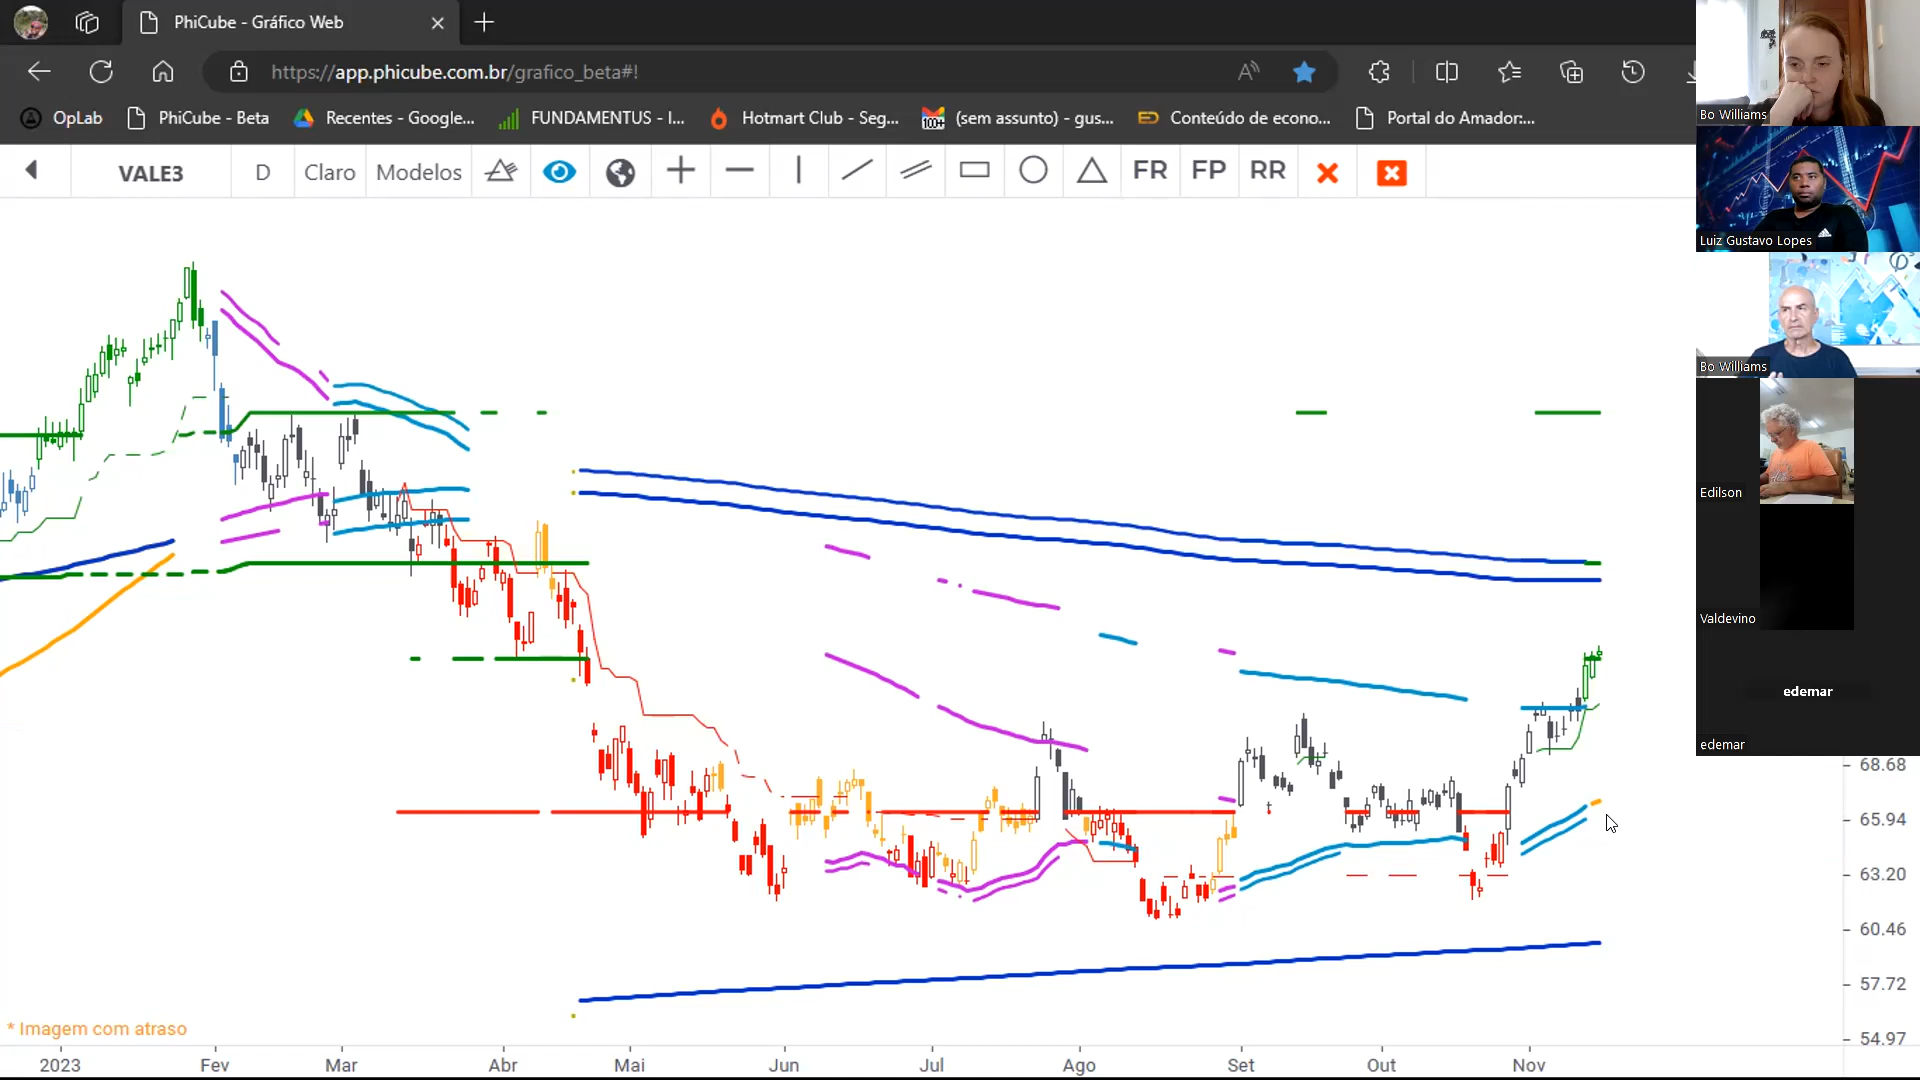 PhiCube - Gráfico Web
https://app.phicube.com.br/grafico_beta#!
OpLab
PhiCube - Beta
Recentes - Google...
FUNDAMENTUS - I...
Hotmart Club - Seg...
100+
(sem assunto) - gus...
Conteúdo de econo...
Portal do Amador:...
VALE3
D
Claro
Modelos
FR
FP
RR
Bo Williams
Luiz Gustavo Lopes
Bo Williams
Edilson
Valdevino
edemar
edemar
68.68
65.94
63.20
60.46
57.72
54.97
* Imagem com atraso
2023
Fev
Mar
Abr
Mai
Jun
Jul
Ago
Set
Out
Nov